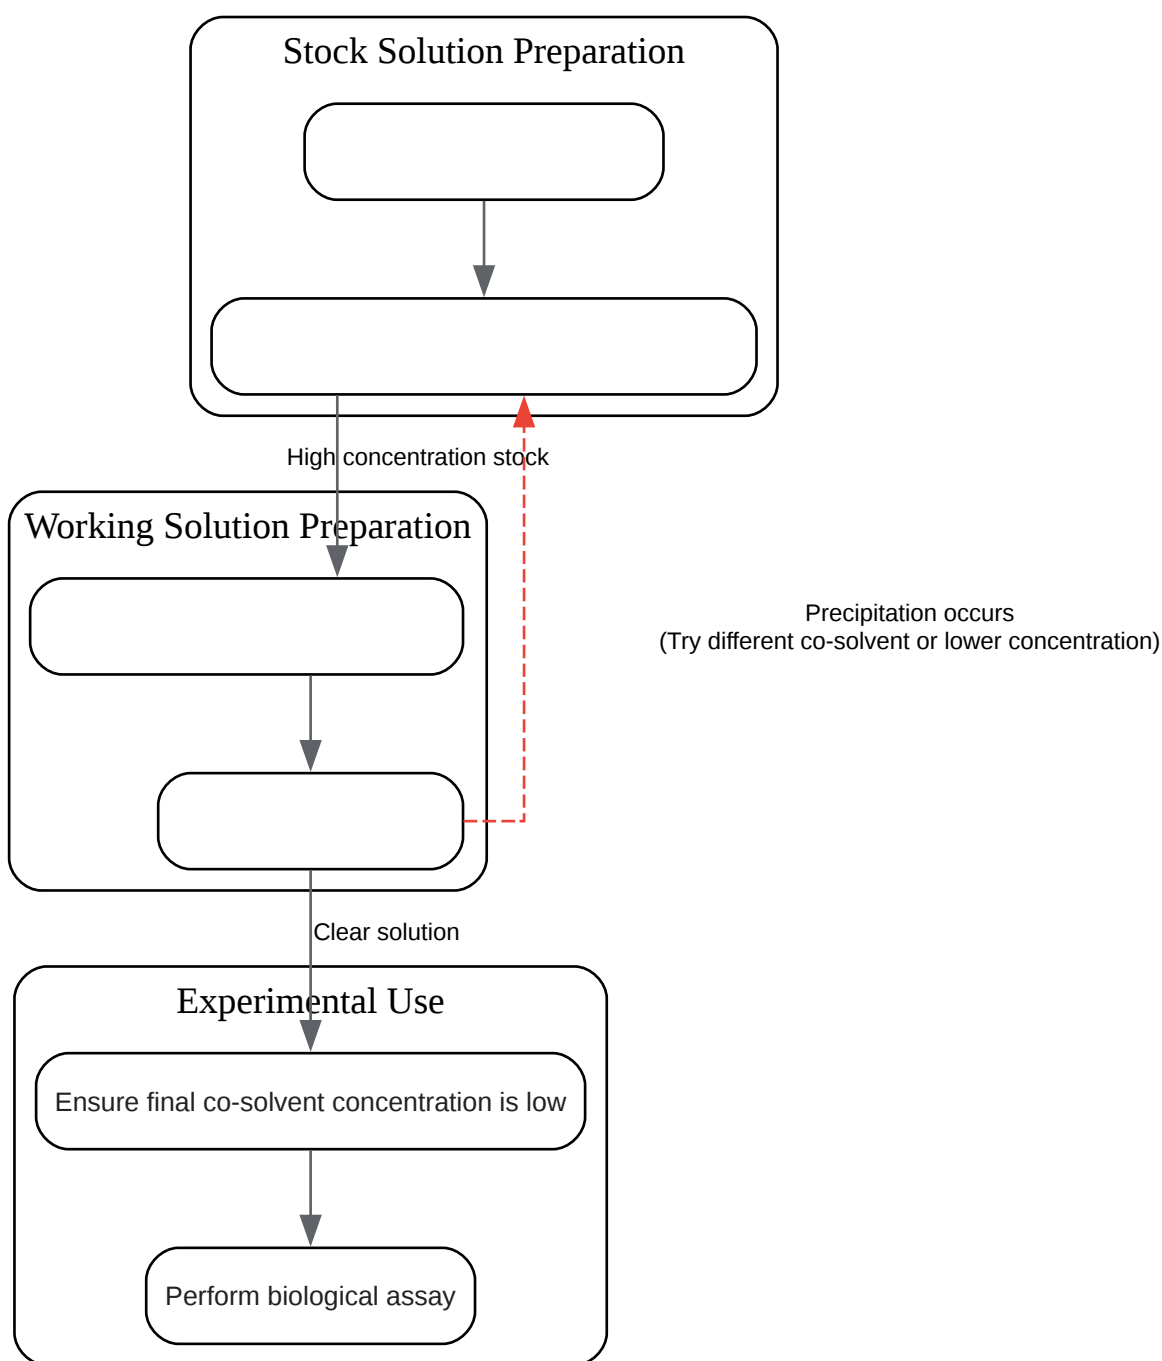 Stock Solution Preparation
High concentration stock
Working Solution Preparation
Precipitation occurs
(Try different co-solvent or lower concentration)
Clear solution
Experimental Use
Ensure final co-solvent concentration is low
Perform biological assay